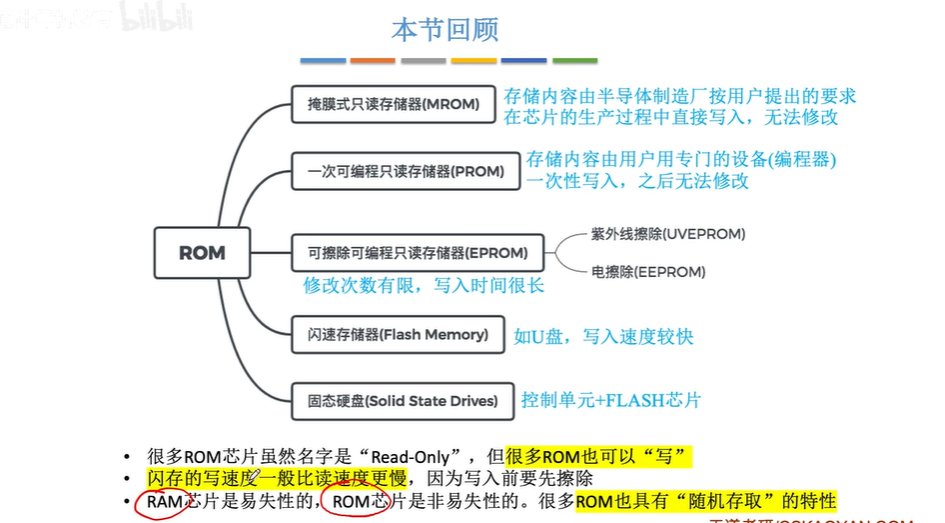 bilibili
本节回顾
掩膜式只读存储器(MROM)
存储内容由半导体制造厂按用户提出的要求
在芯片的生产过程中直接写入，无法修改
一次可编程只读存储器(PROM)
存储内容由用户用专门的设备(编程器)
一次性写入，之后无法修改
ROM
可擦除可编程只读存储器(EPROM)
紫外线擦除(UVEPROM)
电擦除(EEPROM)
修改次数有限，写入时间很长
闪速存储器(Flash Memory)
如U盘，写入速度较快
固态硬盘(Solid State Drives)
控制单元+FLASH芯片
• 很多ROM芯片虽然名字是“Read-Only”，但很多ROM也可以“写”
• 闪存的写速度一般比读速度更慢，因为写入前要先擦除
• RAM芯片是易失性的，ROM芯片是非易失性的。很多ROM也具有“随机存取”的特性